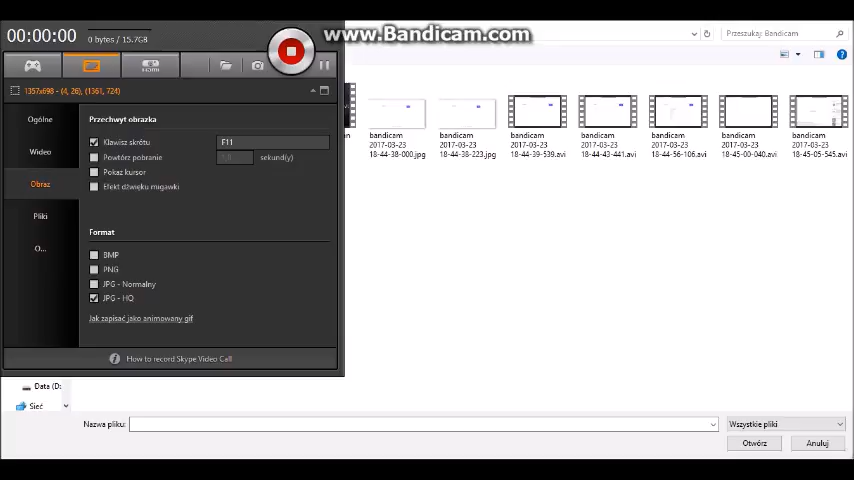 00:00:00
0 bytes / 15.7GB
www.Bandicam.com
Przeszukaj: Bandicam
HDMI
1357x698 - (4, 26), (1361, 724)
Ogólne
Wideo
Obraz
Pliki
O...
Przechwyt obrazka
Klawisz skrótu
F11
Powtórz pobranie
1,0
sekund(y)
Pokaż kursor
Efekt dźwięku migawki
Format
BMP
PNG
JPG - Normalny
JPG - HQ
Jak zapisać jako animowany gif
How to record Skype Video Call
bandicam
2017-03-23
18-44-38-000.jpg
bandicam
2017-03-23
18-44-38-223.jpg
bandicam
2017-03-23
18-44-39-539.avi
bandicam
2017-03-23
18-44-43-441.avi
bandicam
2017-03-23
18-44-56-106.avi
bandicam
2017-03-23
18-45-00-040.avi
bandicam
2017-03-23
18-45-05-545.avi
Data (D:
Sieć
Nazwa pliku:
Wszystkie pliki
Otwórz
Anuluj